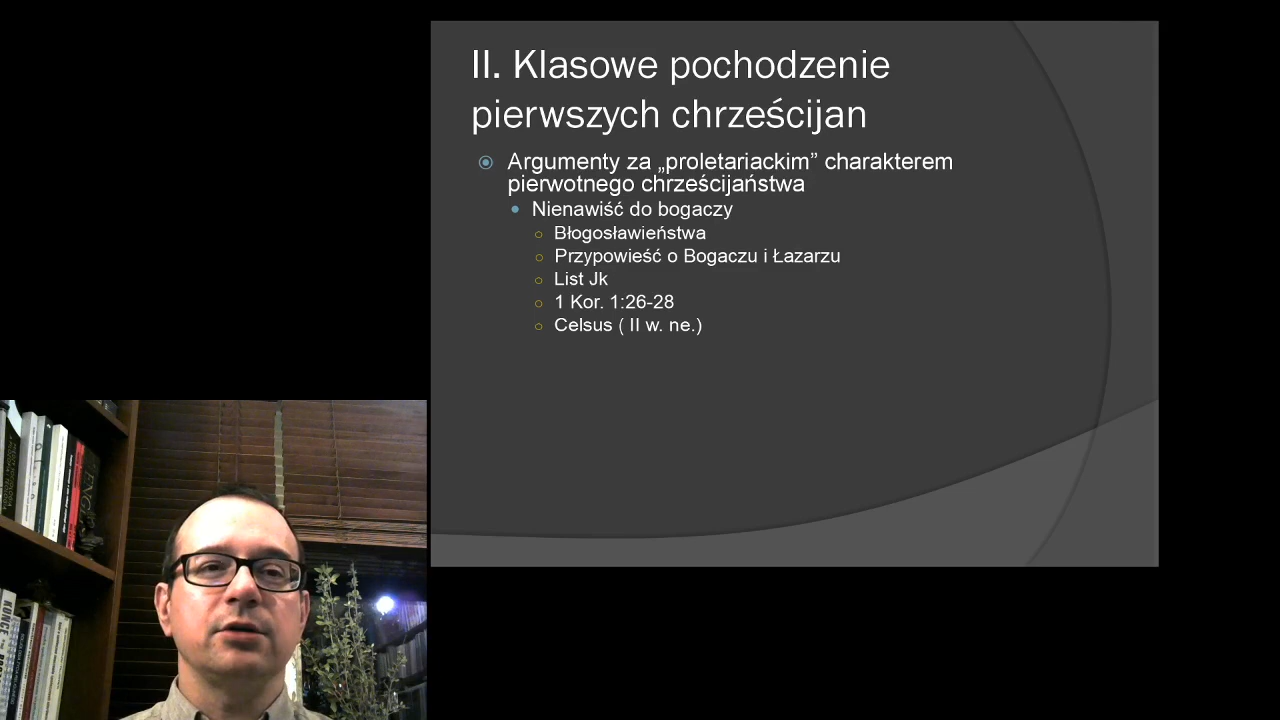 II. Klasowe pochodzenie
pierwszych chrześcijan
Argumenty za „proletariackim” charakterem
pierwotnego chrześcijaństwa
Nienawiść do bogaczy
Błogosławieństwa
Przypowieść o Bogaczu i Łazarzu
List Jk
1 Kor. 1:26-28
Celsus ( II w. ne.)